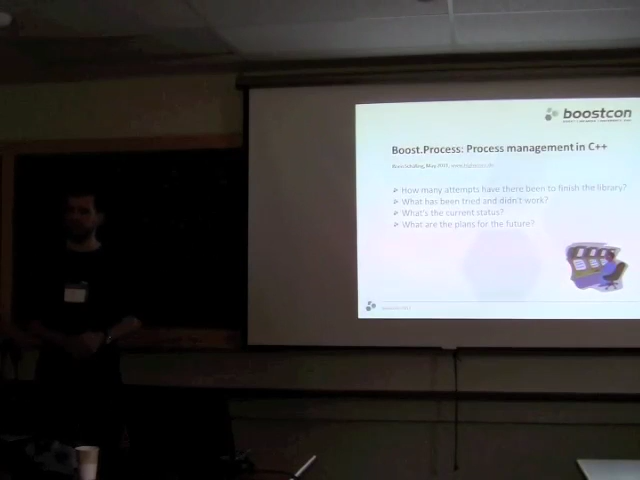 boostcon
Boost.Process: Process management in C++
How many attempts have there been to finish the library?
What has been tried and didn't work?
What's the current status?
What are the plans for the future?